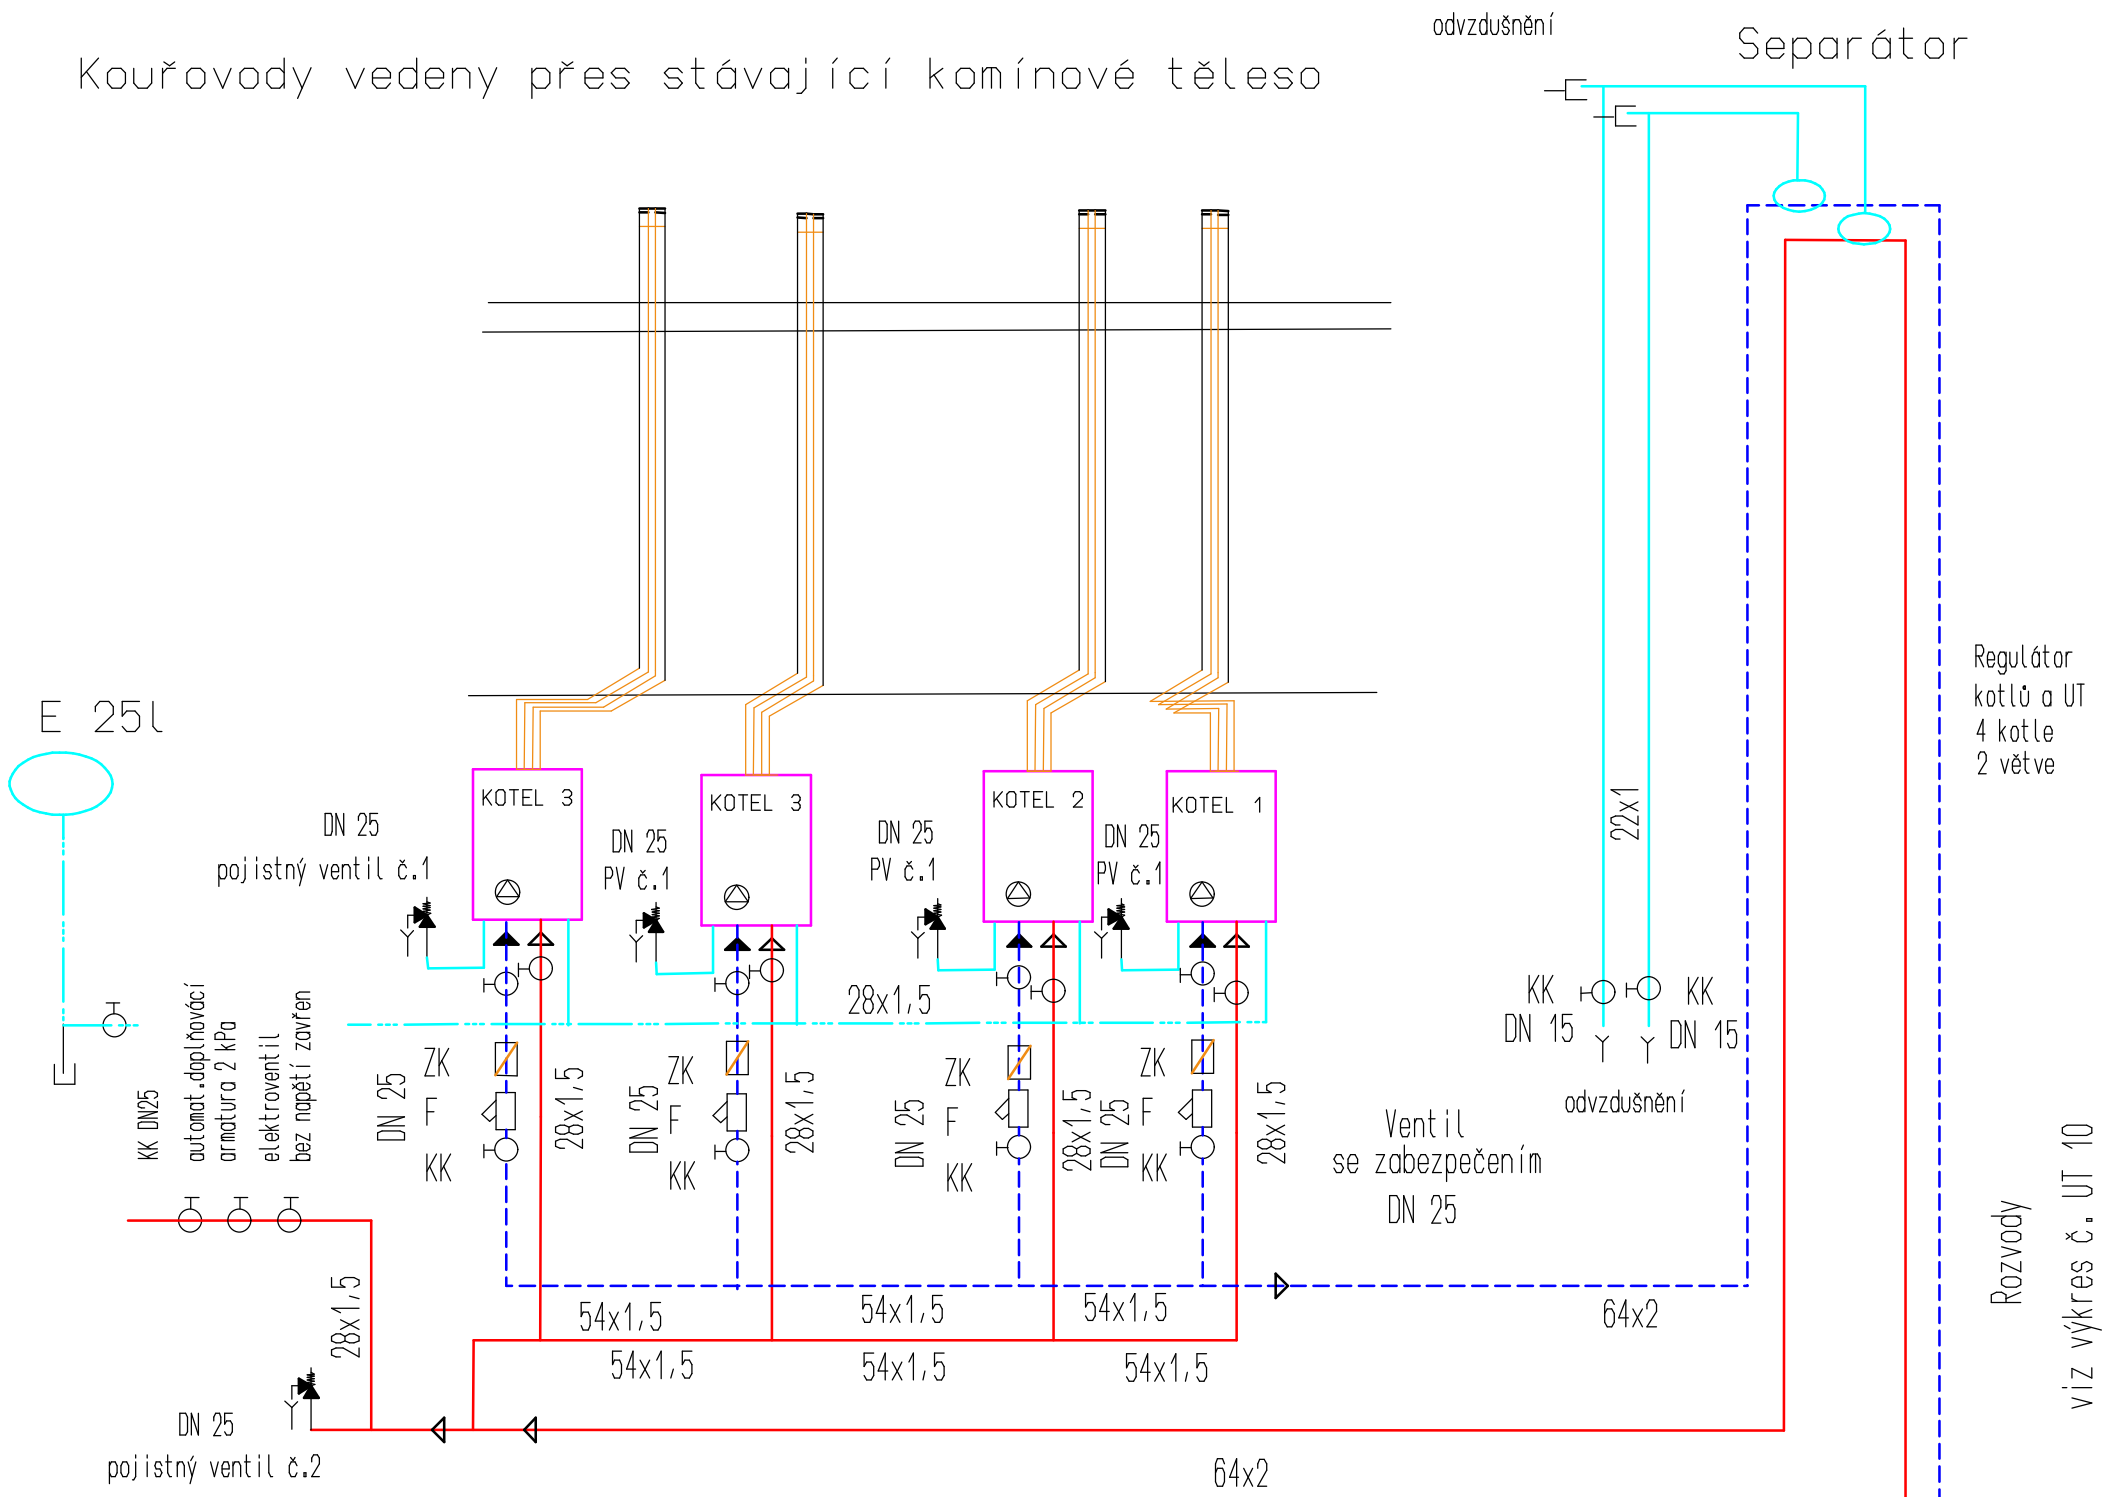 odvzdušnění
Separátor
Kouřovody vedeny přes stávající komínové těleso
Regulátor
kotlů a UT
4 kotle
2 větve
E 25l
KOTEL 3
KOTEL 3
KOTEL 2
KOTEL 1
DN 25
pojistný ventil č.1
DN 25
PV č.1
DN 25
PV č.1
DN 25
PV č.1
22x1
28x1,5
KK
DN 15
KK
DN 15
odvzdušnění
KK DN25
automat.doplňovácí
armatura 2 kPa
elektroventil
bez napětí zavřen
DN 25
ZK
F
KK
28x1,5
DN 25
ZK
F
KK
28x1,5
DN 25
ZK
F
KK
28x1,5
DN 25
ZK
F
KK
28x1,5
Ventil
se zabezpečením
DN 25
Rozvody
viz výkres č. UT 10
28x1,5
54x1,5
54x1,5
54x1,5
64x2
54x1,5
54x1,5
54x1,5
DN 25
pojistný ventil č.2
64x2